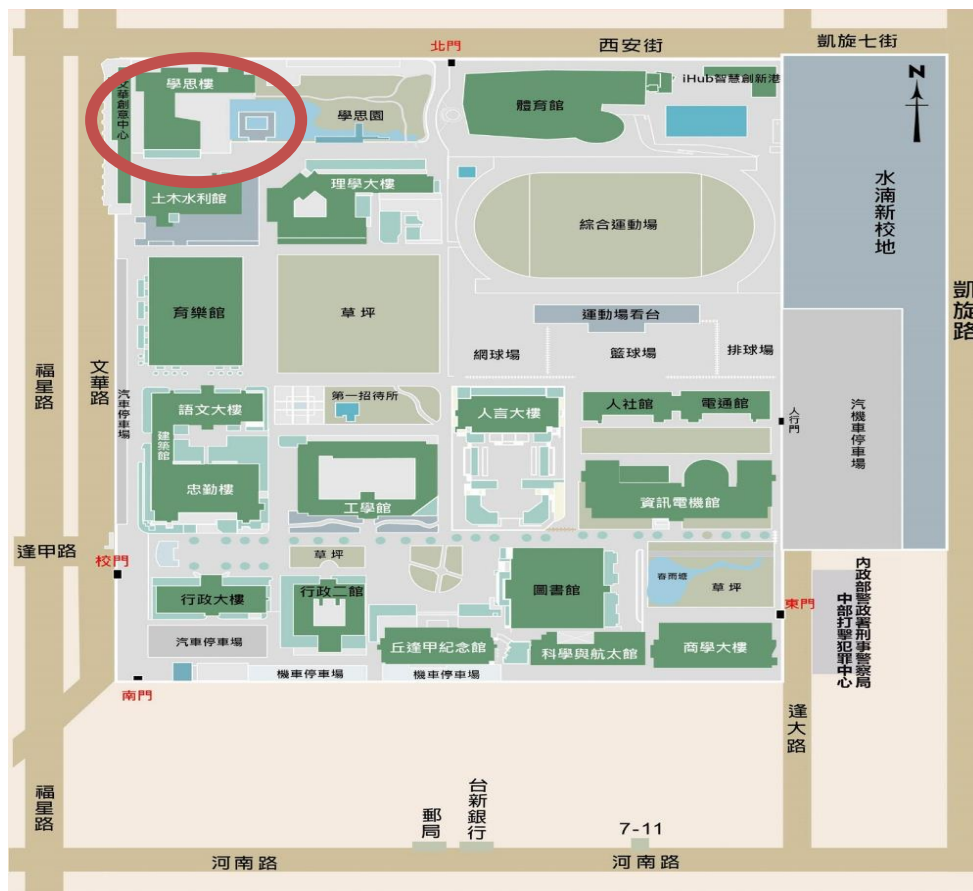 北門
西安街
凱旋七街
學思樓
文華創意中心
學思園
體育館
iHub智慧創新港
N
土木水利館
理學大樓
綜合運動場
水湳新校地
凱旋路
育樂館
草坪
運動場看台
網球場
籃球場
排球場
福星路
文華路
汽車停車場
第一招待所
語文大樓
建築館
忠勤樓
人言大樓
人社館
電通館
人行門
汽機車停車場
工學館
資訊電機館
逢甲路
校門
草坪
行政大樓
行政二館
圖書館
春雨塘
草坪
東門
內政部警政署刑事警察局
中部打擊犯罪中心
汽車停車場
丘逢甲紀念館
科學與航太館
商學大樓
機車停車場
機車停車場
南門
逢大路
福星路
郵局
台新銀行
7-11
河南路
河南路